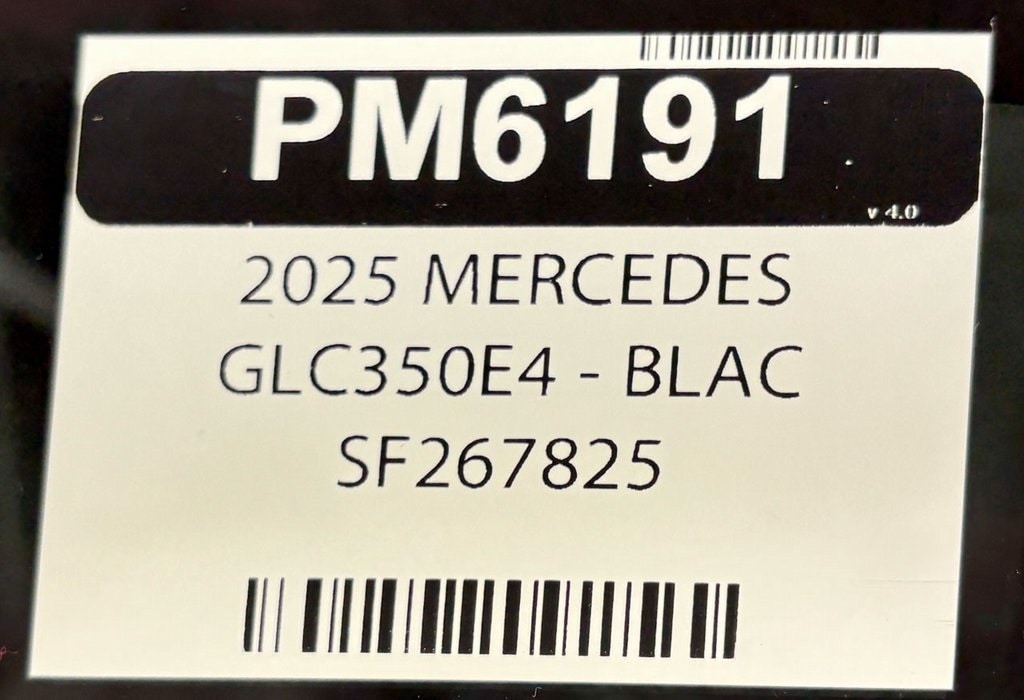 PM6191
v 4.0
2025 MERCEDES
GLC350E4 - BLAC
SF267825